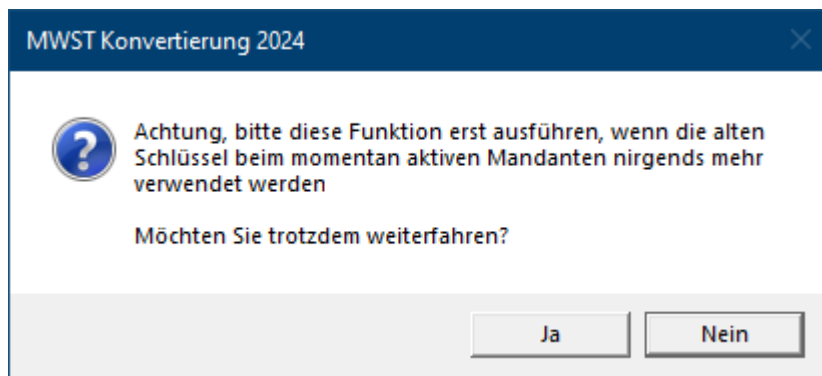 MWST Konvertierung 2024
Achtung, bitte diese Funktion erst ausführen, wenn die alten
Schlüssel beim momentan aktiven Mandanten nirgends mehr
verwendet werden
Möchten Sie trotzdem weiterfahren?
Ja
Nein